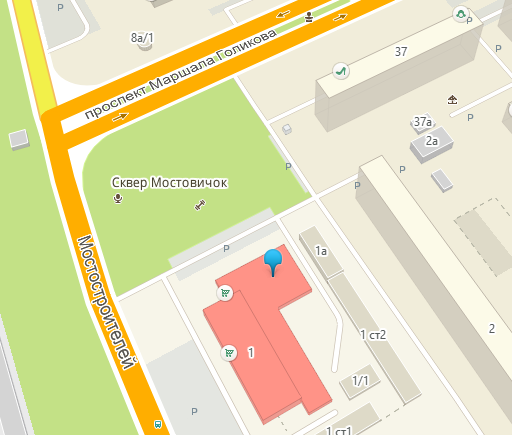 8а/1
проспект Маршала Голикова
37
37а
2а
P
P
P
P
P
P
P
P
Сквер Мостовичок
Мостостроителей
1а
1 ст2
2
1
1/1
1 ст1